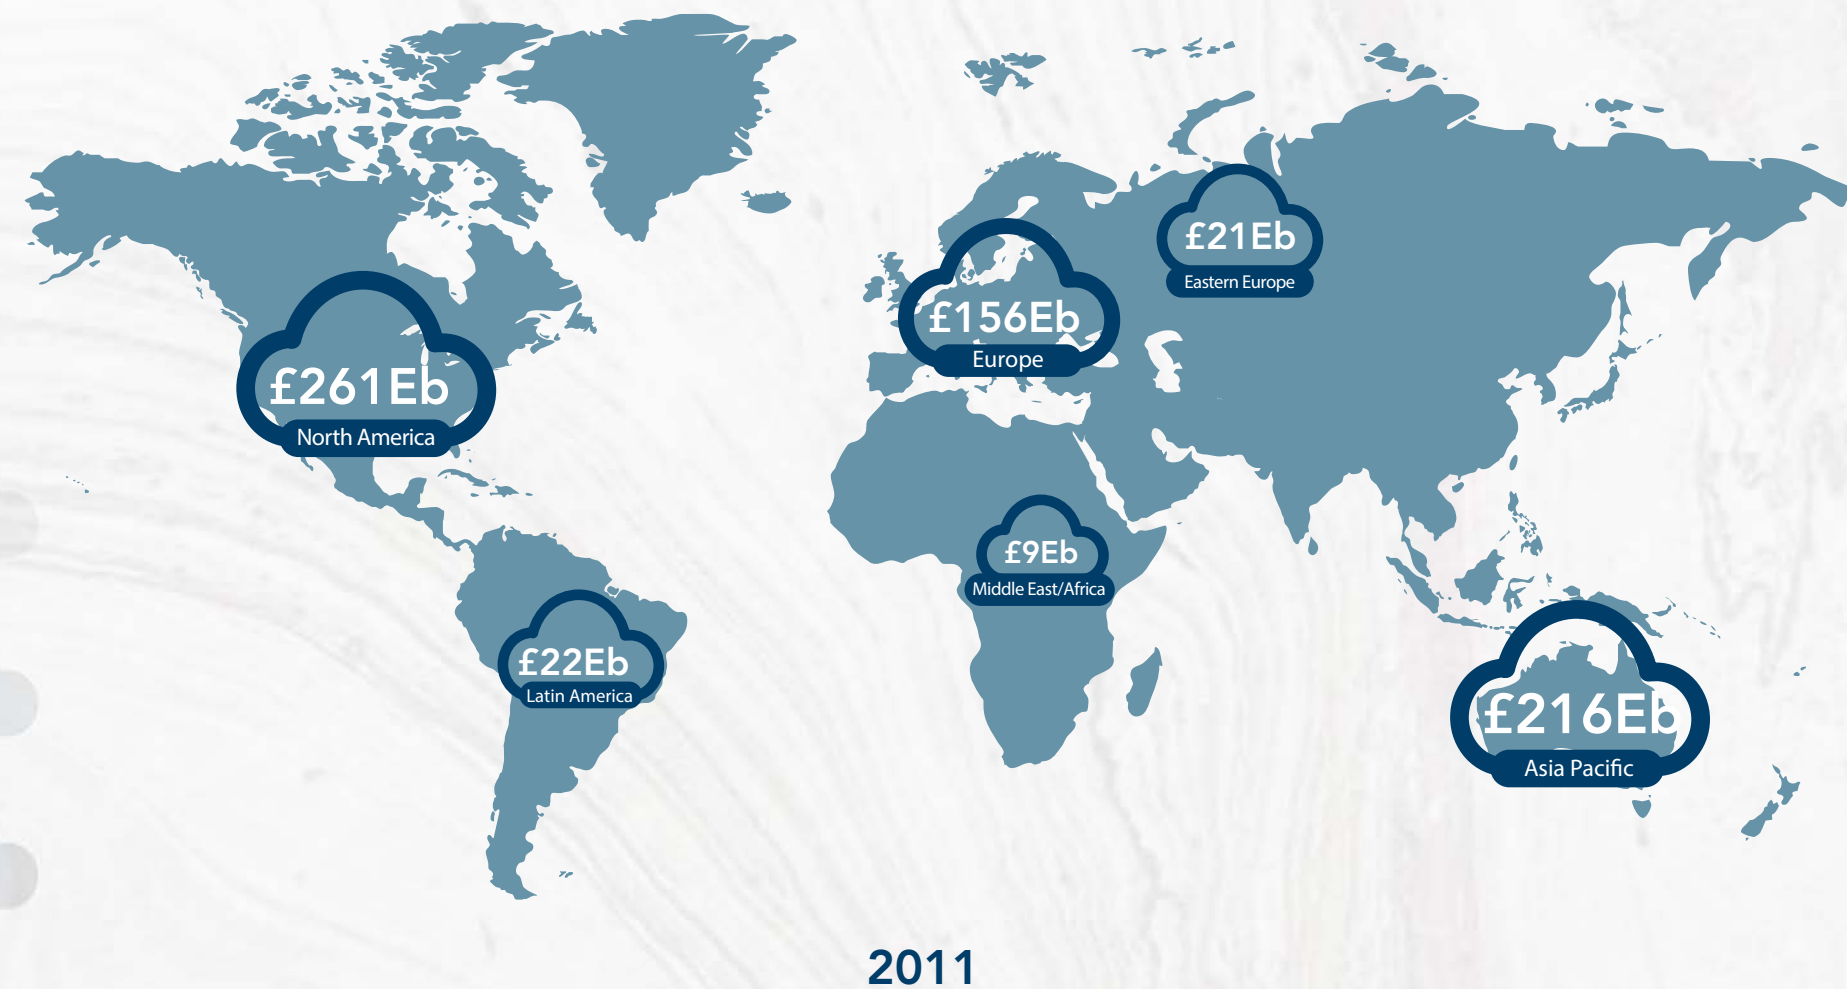 £21Eb
Eastern Europe
£156Eb
Europe
£261Eb
North America
£9Eb
Middle East/Africa
£22Eb
Latin America
£216Eb
Asia Pacific
2011